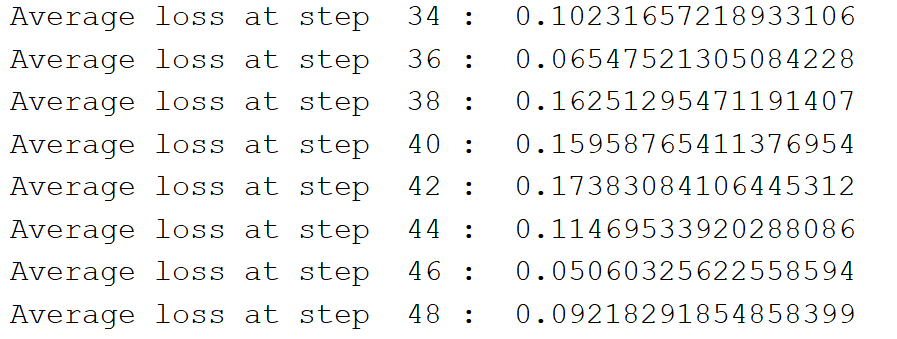 Average loss at step  34 :  0.10231657218933106
Average loss at step  36 :  0.06547521305084228
Average loss at step  38 :  0.16251295471191407
Average loss at step  40 :  0.15958765411376954
Average loss at step  42 :  0.17383084106445312
Average loss at step  44 :  0.11469533920288086
Average loss at step  46 :  0.05060325622558594
Average loss at step  48 :  0.09218291854858399